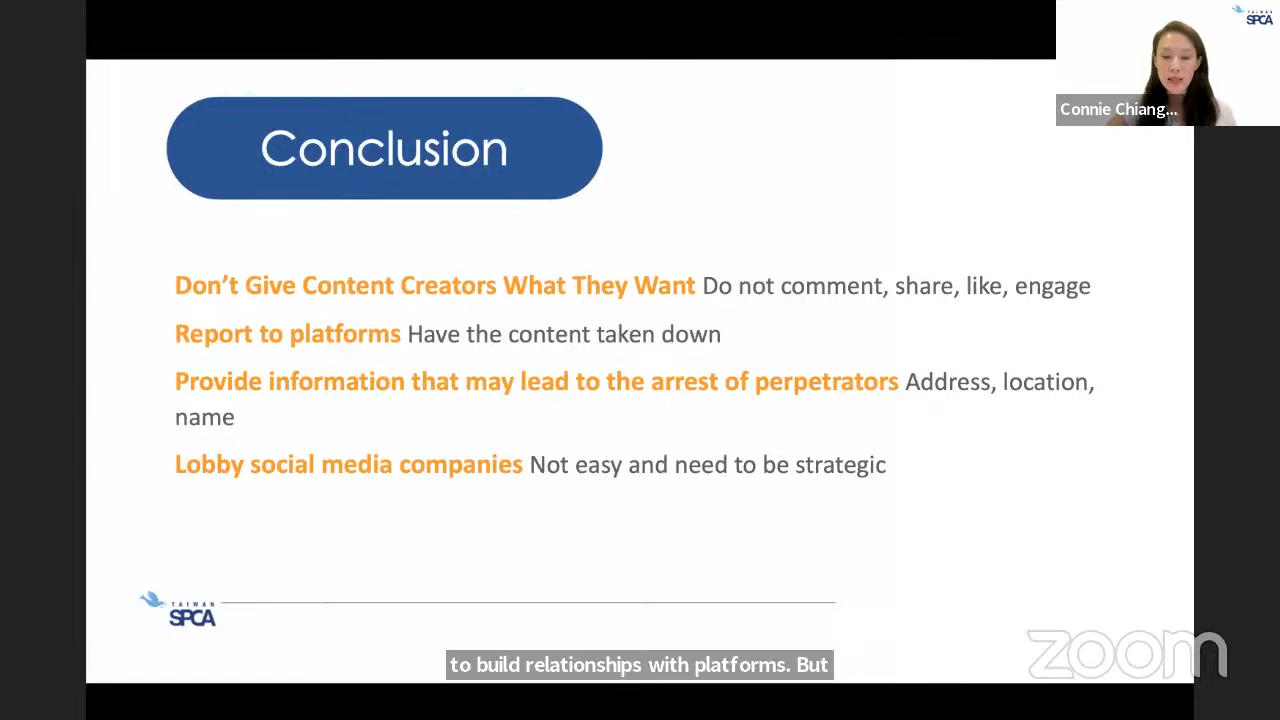 TAIWAN
SPCA
Connie Chiang...
Conclusion
Don't Give Content Creators What They Want Do not comment, share, like, engage
Report to platforms Have the content taken down
Provide information that may lead to the arrest of perpetrators Address, location,
name
Lobby social media companies Not easy and need to be strategic
TAIWAN
SPCA
zoom
to build relationships with platforms. But